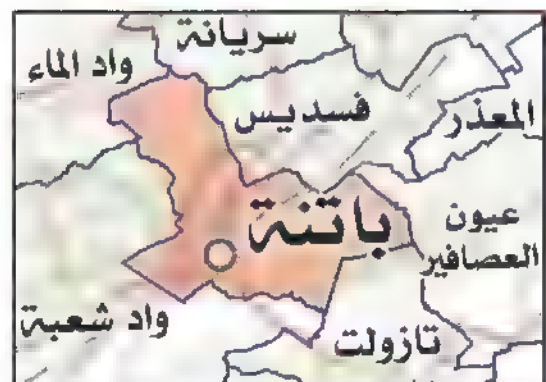 سريانة
واد الماء
فسديس
المعذر
باتنة
عيون
العصافير
واد شعبة
تازولت